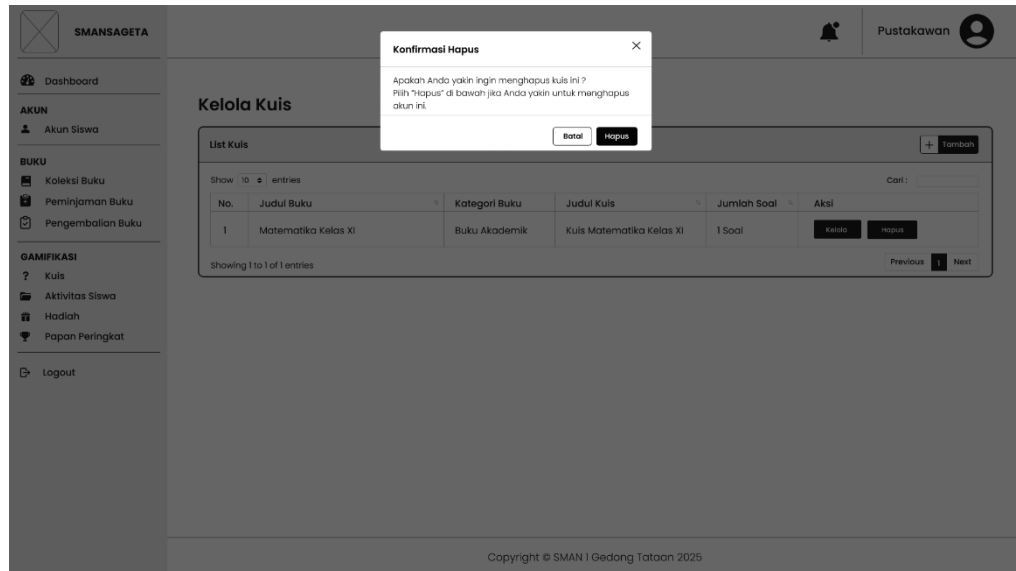 SMANSAGETA
Pustakawan
Konfirmasi Hapus
Apakah Anda yakin ingin menghapus kuis ini ?
Pilih "Hapus" di bawah jika Anda yakin untuk menghapus
akun ini.
Batal Hapus
Dashboard
AKUN
Akun Siswa
BUKU
Koleksi Buku
Peminjaman Buku
Pengembalian Buku
GAMIFIKASI
? Kuis
Aktivitas Siswa
Hadiah
Papan Peringkat
Logout
Kelola Kuis
List Kuis
+ Tambah
Show 10 entries
Cari :
No. Judul Buku Kategori Buku Judul Kuis Jumlah Soal Aksi
1 Matematika Kelas XI Buku Akademik Kuis Matematika Kelas XI 1 Soal Kelola Hapus
Showing 1 to 1 of 1 entries
Previous 1 Next
Copyright © SMAN 1 Gedong Tataan 2025